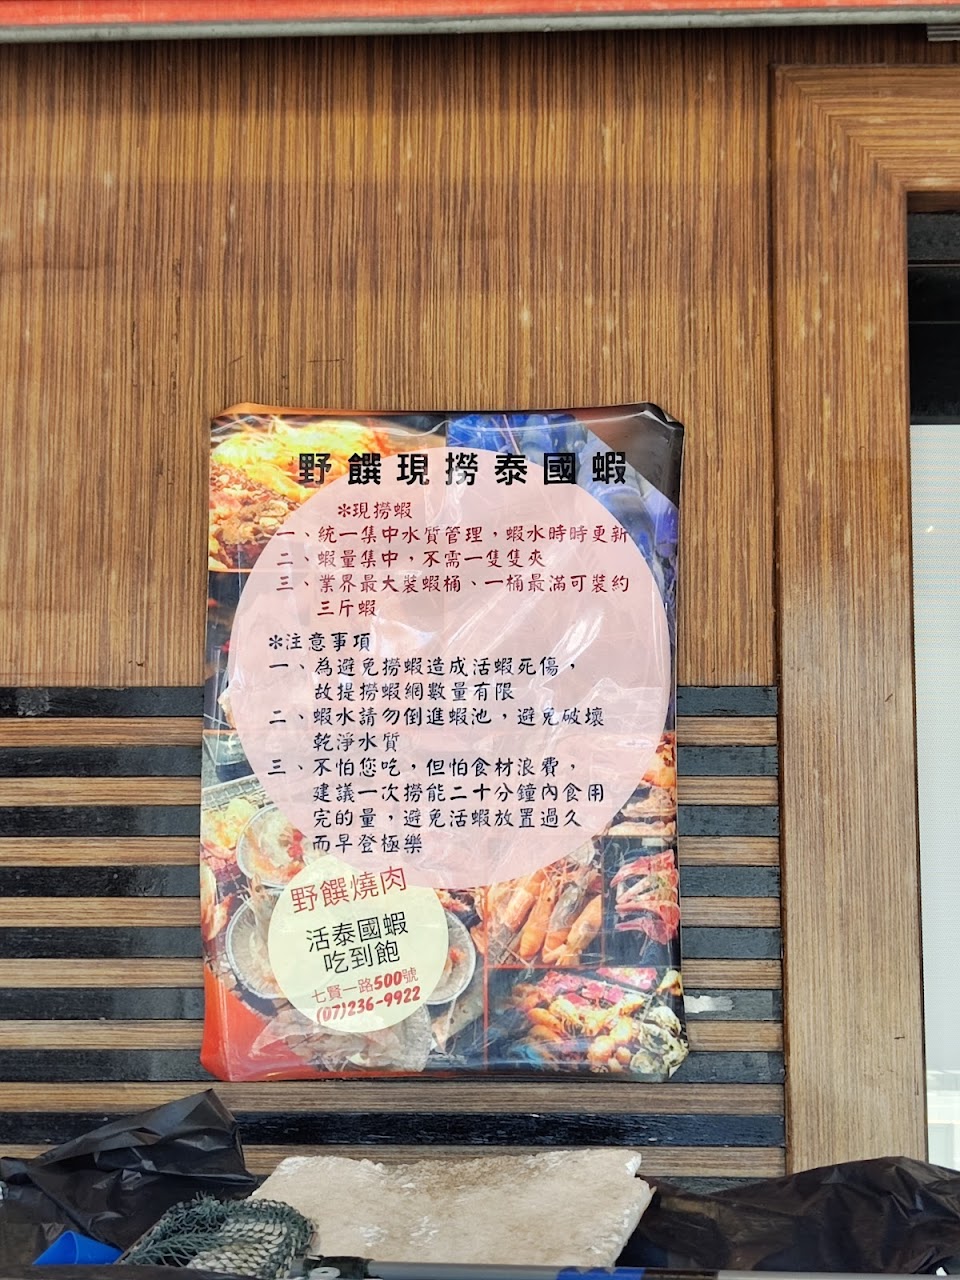 野饌現撈泰國蝦
*現撈蝦
一、統一集中水質管理，蝦水時時更新
二、蝦量集中，不需一隻隻夾
三、業界最大裝蝦桶、一桶最滿可裝約
三斤蝦
*注意事項
一、為避免撈蝦造成活蝦死傷，
故提撈蝦網數量有限
二、蝦水請勿倒進蝦池，避免破壞
乾淨水質
三、不怕您吃，但怕食材浪費，
建議一次撈能二十分鐘內食用
完的量，避免活蝦放置過久
而早登極樂
野饌燒肉
活泰國蝦
吃到飽
七賢一路500號
(07)236-9922